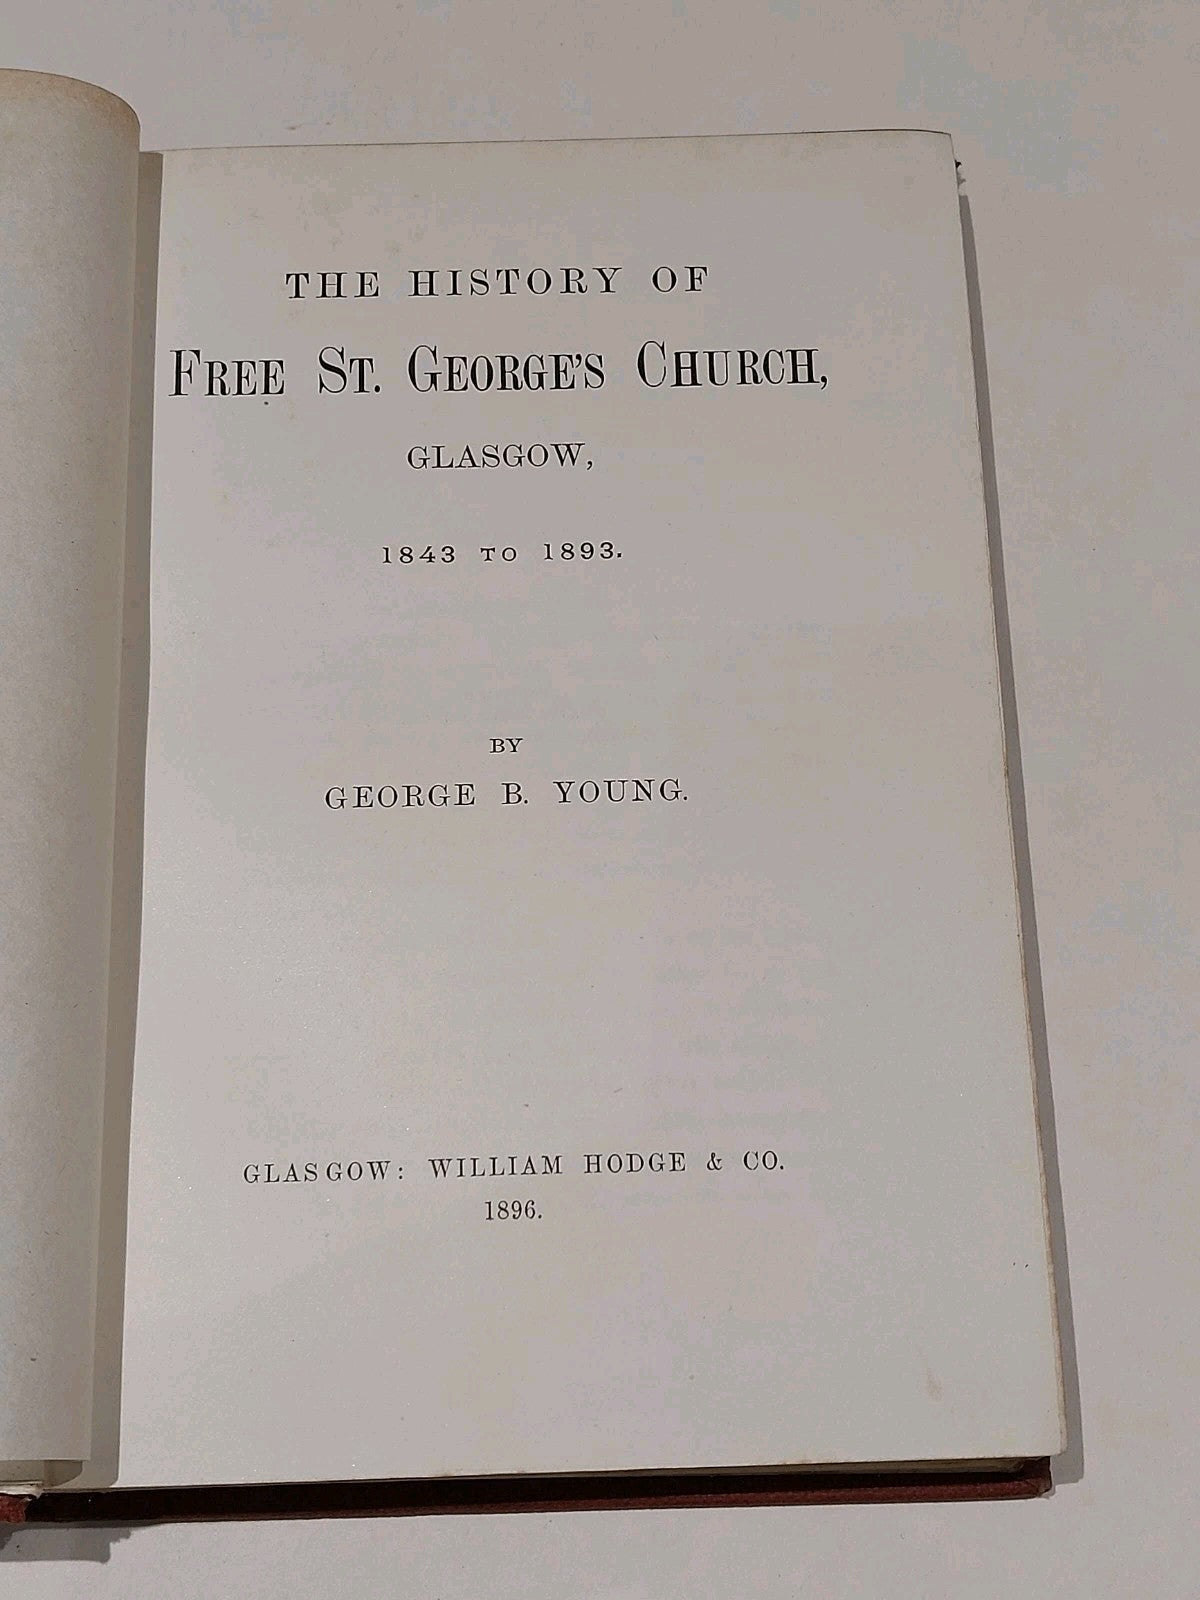 THE HISTORY OF
FREE ST. GEORGE'S CHURCH,
GLASGOW,
1843 TO 1893.
BY
GEORGE B. YOUNG.
GLASGOW: WILLIAM HODGE & CO.
1896.